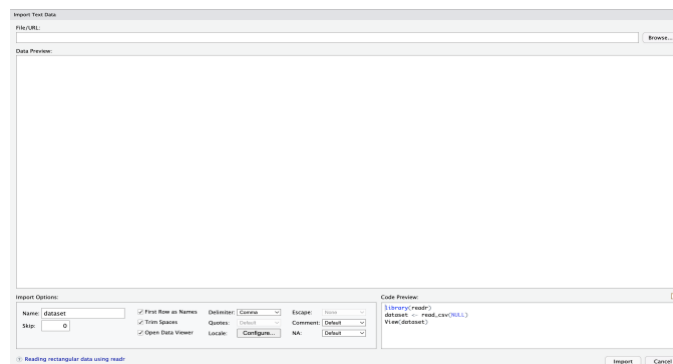 Import Text Data
File/URL:
Browse...
Data Preview:
Import Options:
Name: dataset
Skip: 0
First Row as Names
Trim Spaces
Open Data Viewer
Delimiter: Comma
Quotes: Default
Locale: Configure...
Escape: None
Comment: Default
NA: Default
Code Preview:
library(readr)
dataset <- read_csv(NULL)
View(dataset)
Reading rectangular data using readr
Import Cancel